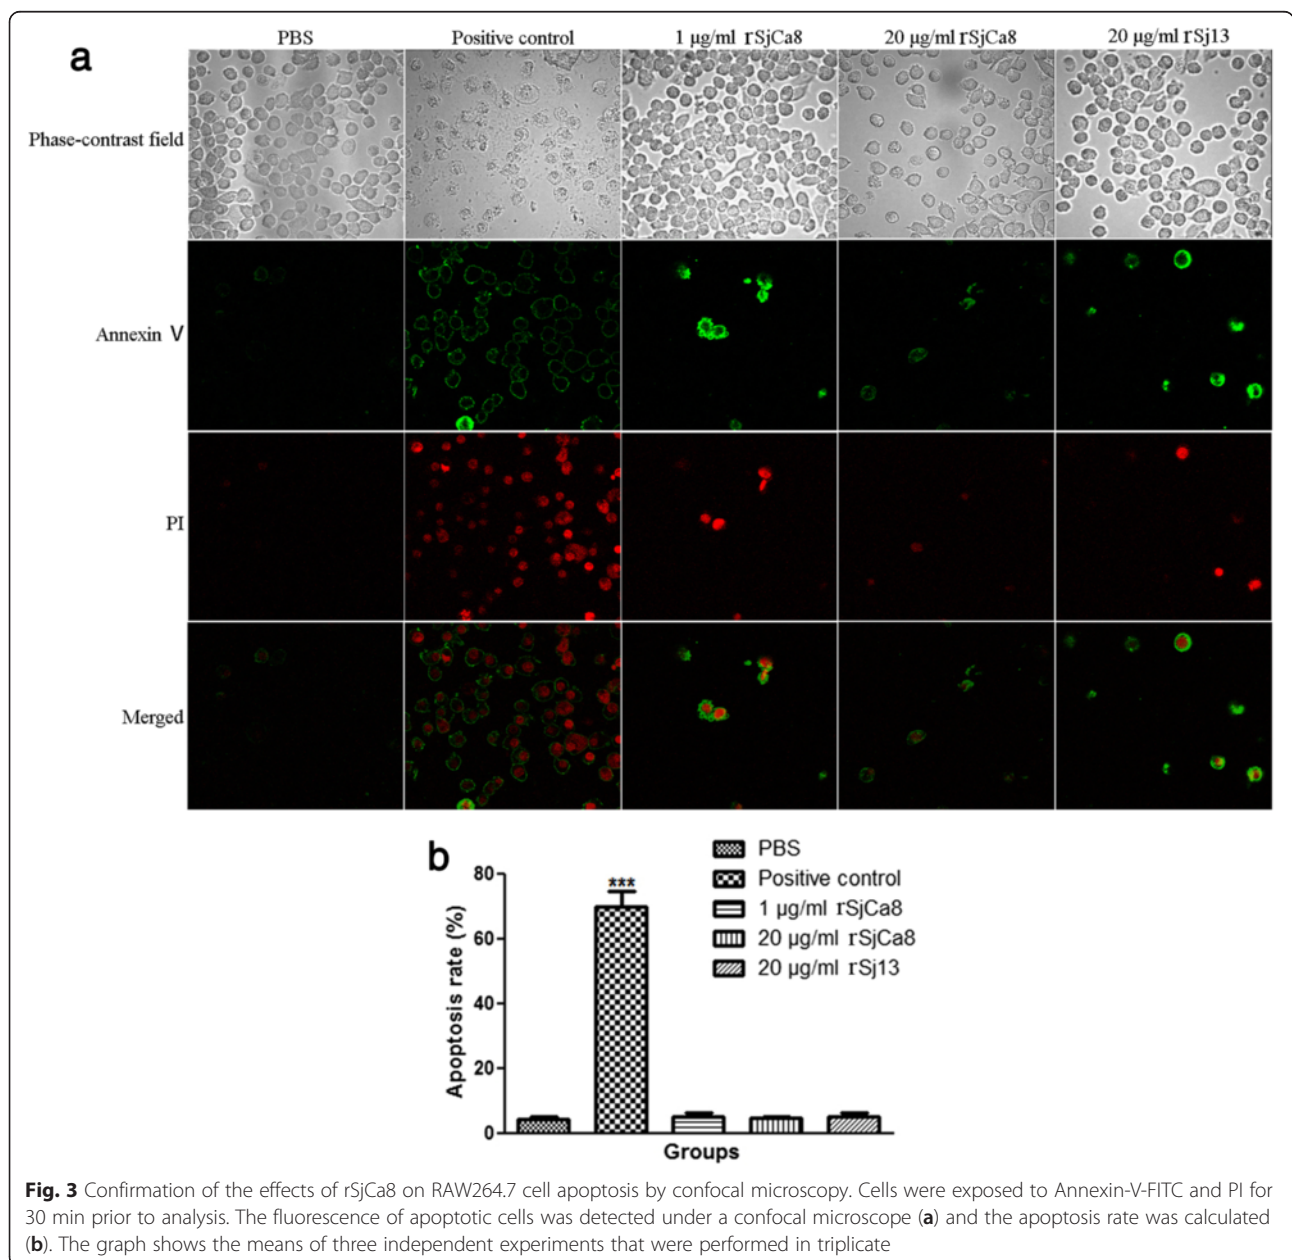 a
PBS Positive control 1 µg/ml rSjCa8 20 µg/ml rSjCa8 20 µg/ml rSj13
Phase-contrast field
Annexin V
PI
Merged
b
80
60
40
20
0
Apoptosis rate (%)
***
Groups
PBS
Positive control
1 µg/ml rSjCa8
20 µg/ml rSjCa8
20 µg/ml rSj13
Fig. 3 Confirmation of the effects of rSjCa8 on RAW264.7 cell apoptosis by confocal microscopy. Cells were exposed to Annexin-V-FITC and PI for
30 min prior to analysis. The fluorescence of apoptotic cells was detected under a confocal microscope (a) and the apoptosis rate was calculated
(b). The graph shows the means of three independent experiments that were performed in triplicate